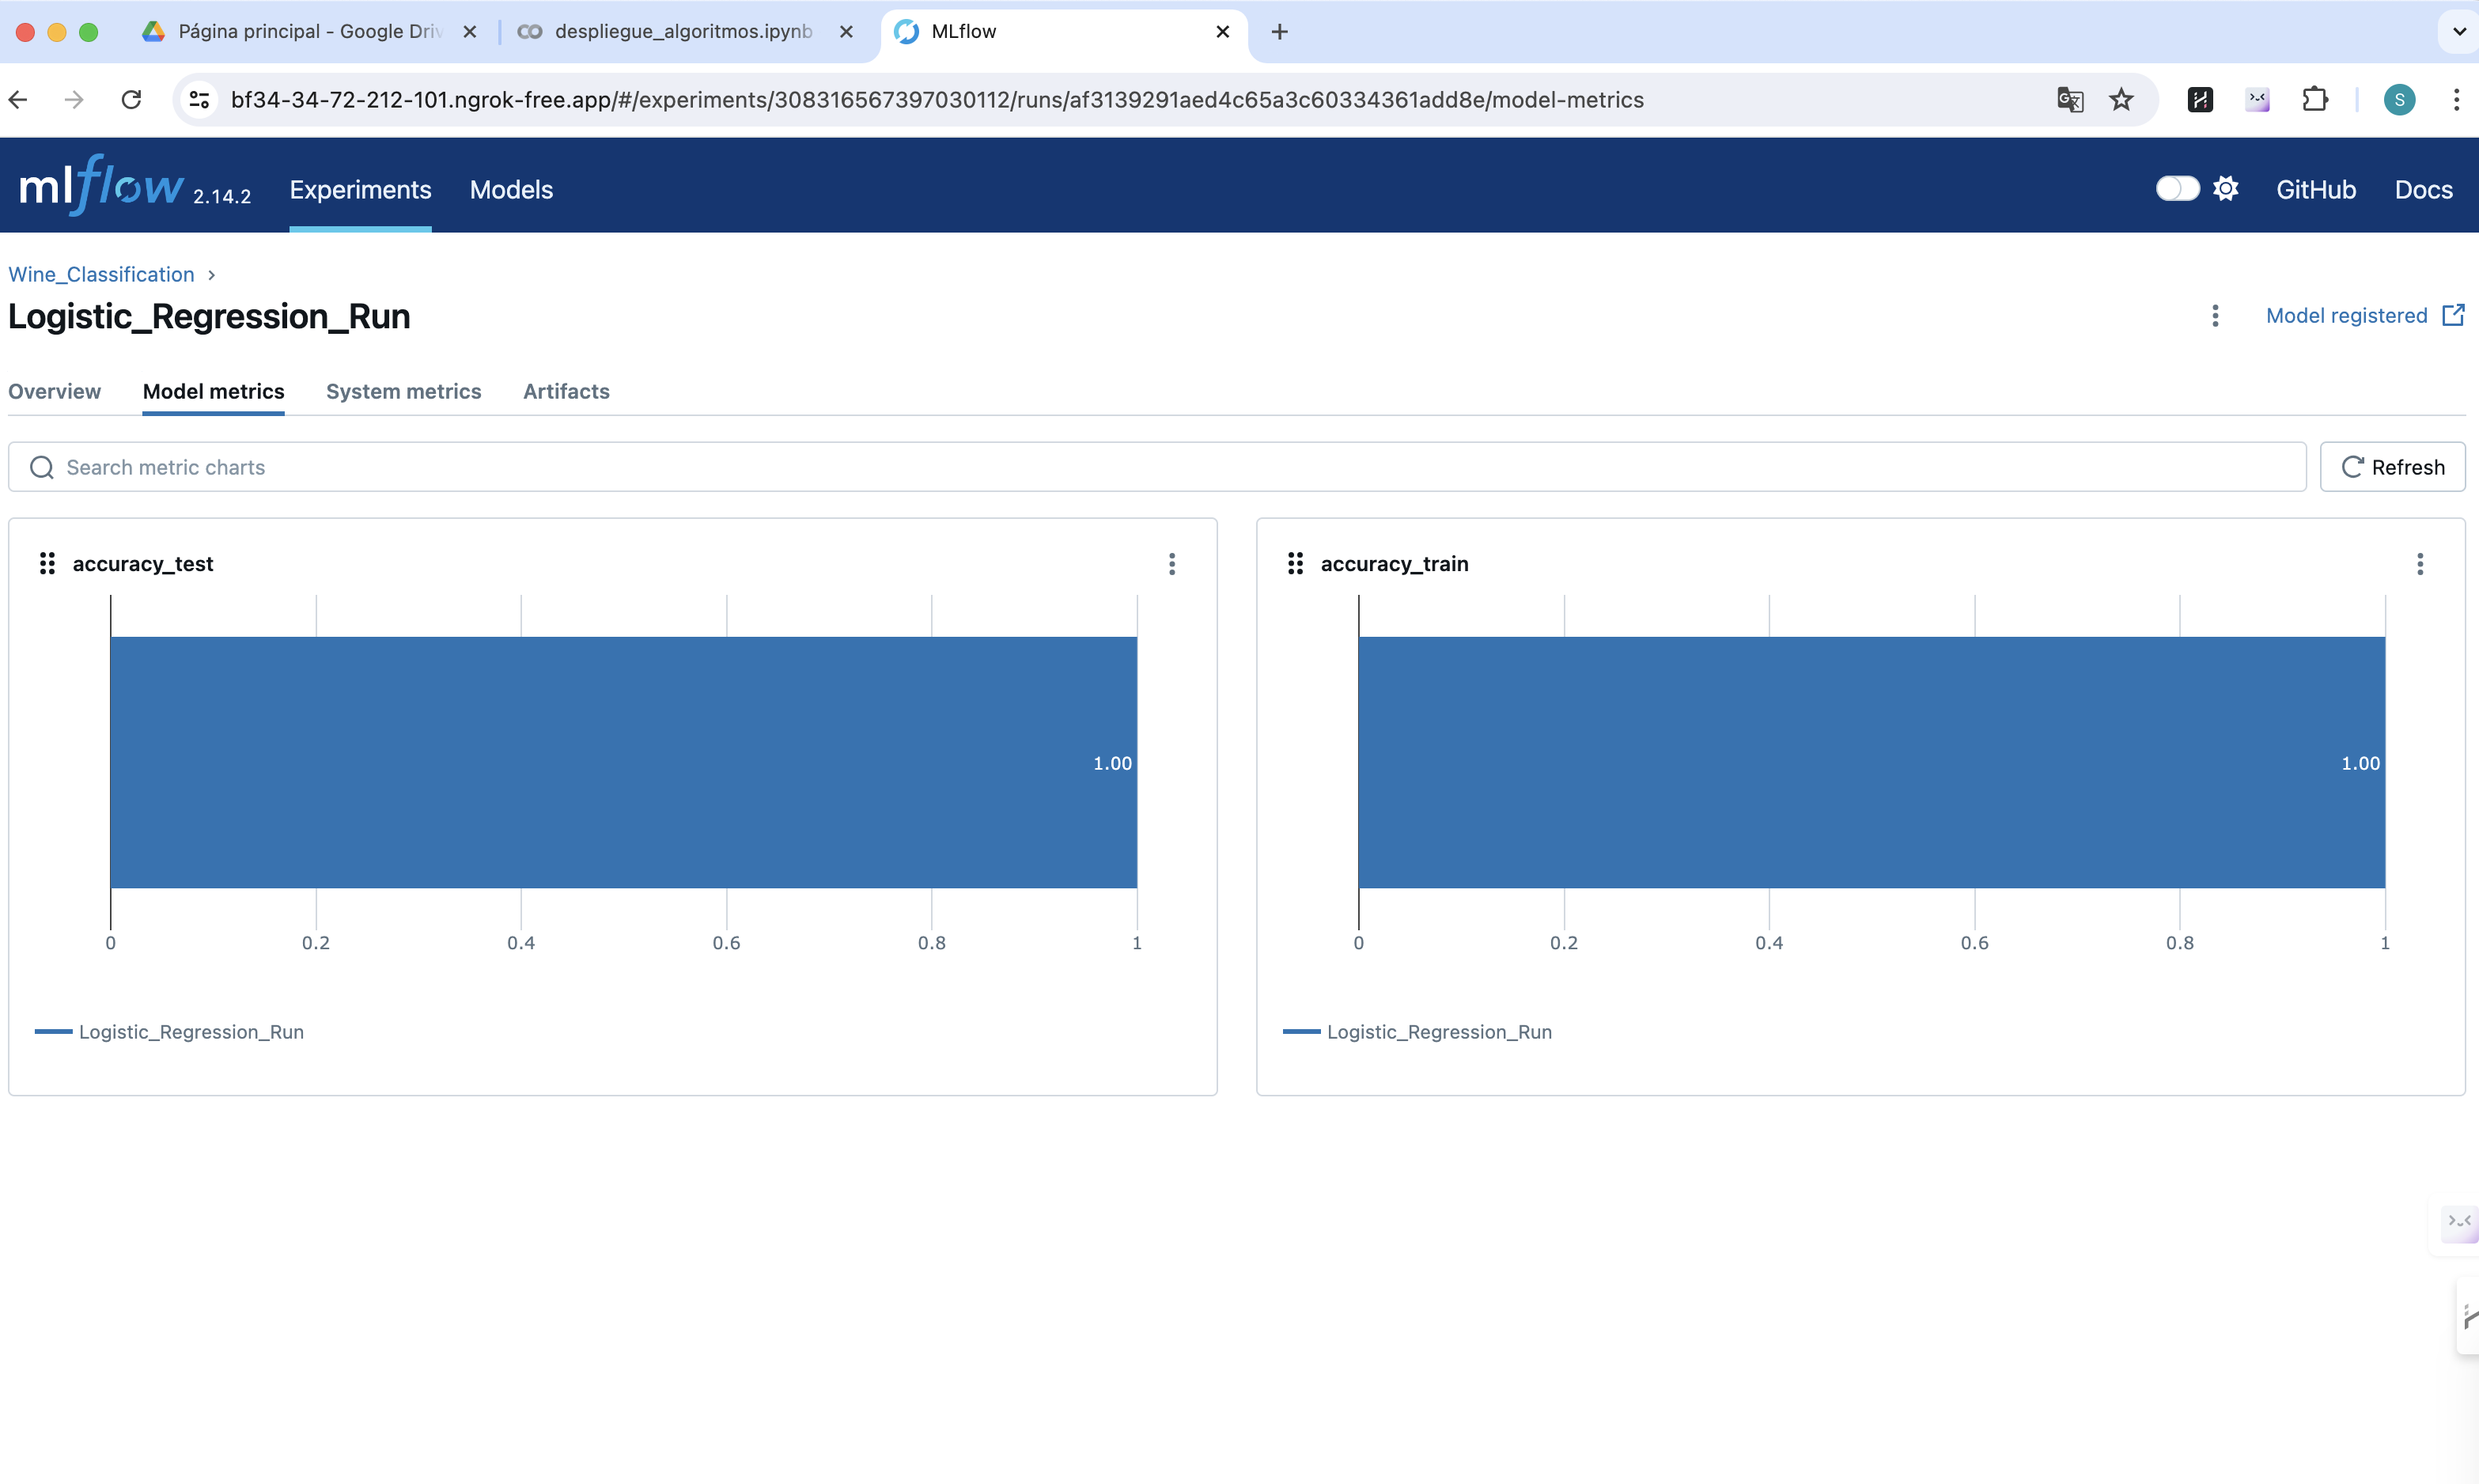 Página principal - Google Driv
despliegue_algoritmos.ipynb
MLflow
bf34-34-72-212-101.ngrok-free.app/#/experiments/308316567397030112/runs/af3139291aed4c65a3c60334361add8e/model-metrics
S
mlflow 2.14.2 Experiments Models GitHub Docs
Wine_Classification
Logistic_Regression_Run
Model registered
Overview Model metrics System metrics Artifacts
Search metric charts
Refresh
accuracy_test
1.00
0 0.2 0.4 0.6 0.8 1
Logistic_Regression_Run
accuracy_train
1.00
0 0.2 0.4 0.6 0.8 1
Logistic_Regression_Run